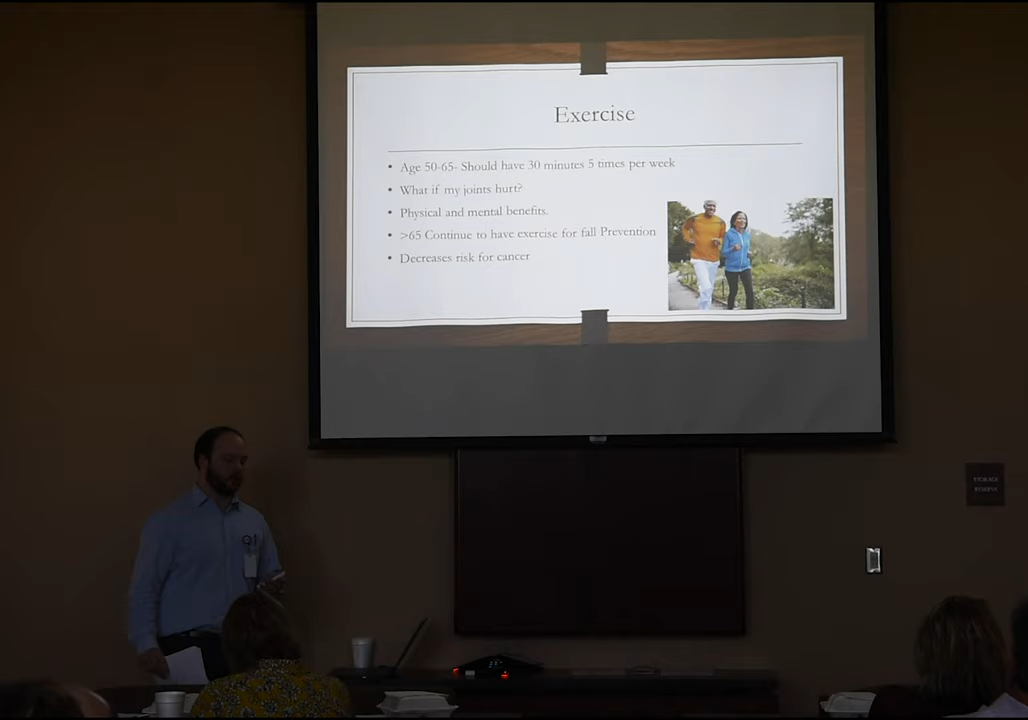 Exercise
• Age 50-65- Should have 30 minutes 5 times per week
• What if my joints hurt?
• Physical and mental benefits.
• >65 Continue to have exercise for fall Prevention
• Decreases risk for cancer